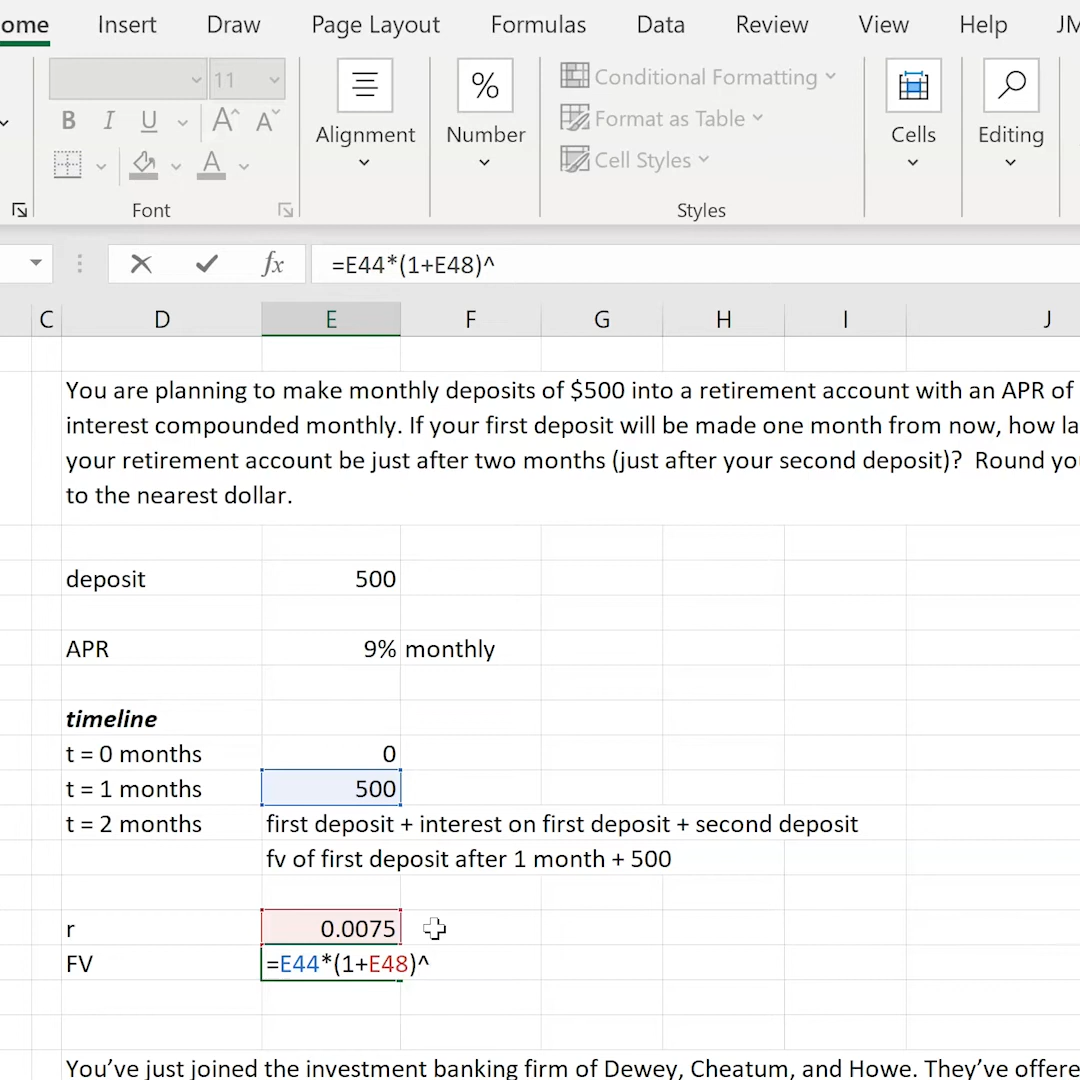 ome Insert Draw Page Layout Formulas Data Review View Help JM
11
B I U A A
A
Font
Alignment
% Number
Conditional Formatting
Format as Table
Cell Styles
Styles
Cells
Editing
fx =E44*(1+E48)^
C D E F G H I J
You are planning to make monthly deposits of $500 into a retirement account with an APR of
interest compounded monthly. If your first deposit will be made one month from now, how la
your retirement account be just after two months (just after your second deposit)? Round yo
to the nearest dollar.
deposit 500
APR 9% monthly
timeline
t = 0 months 0
t = 1 months 500
t = 2 months first deposit + interest on first deposit + second deposit
fv of first deposit after 1 month + 500
r 0.0075
FV =E44*(1+E48)^
You’ve just joined the investment banking firm of Dewey, Cheatum, and Howe. They’ve offere